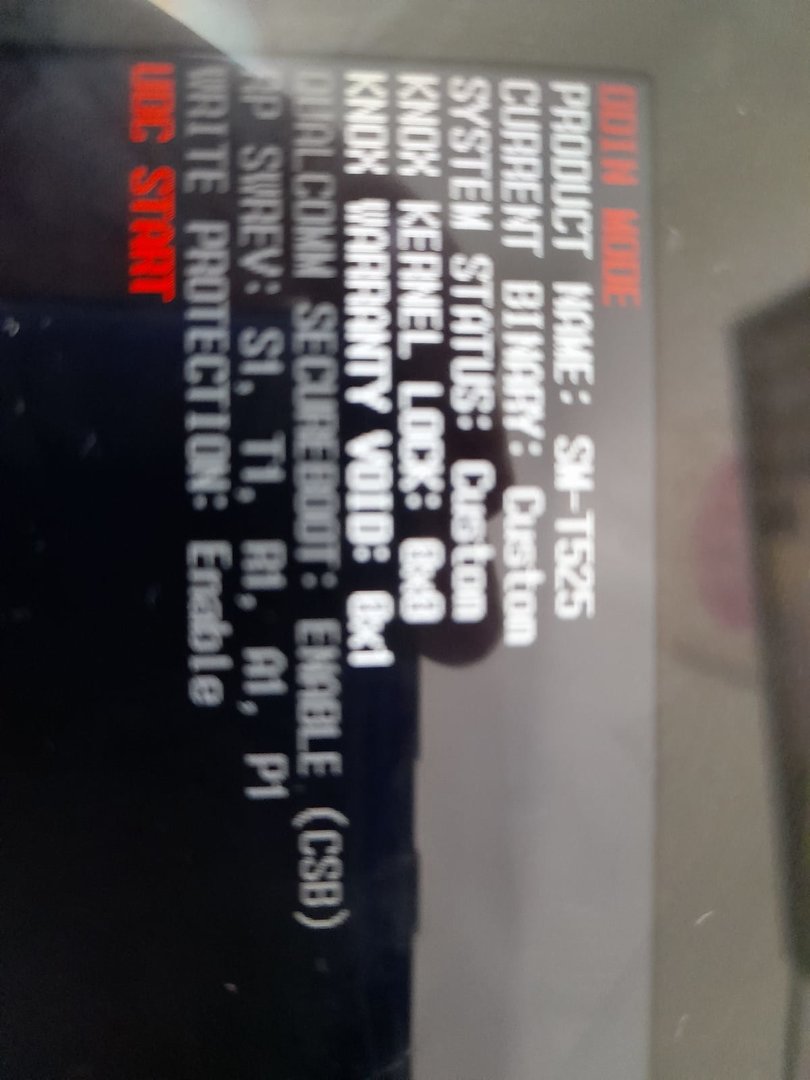 ODIN MODE
PRODUCT NAME: SM-T525
CURRENT BINARY: Custom
SYSTEM STATUS: Custom
KNOX KERNEL LOCK: 0x0
KNOX WARRANTY VOID: 0x1
QUALCOMM SECUREBOOT: ENABLE (CSB)
AP SWREV: S1, T1, R1, A1, P1
WRITE PROTECTION: Enable
UDC START